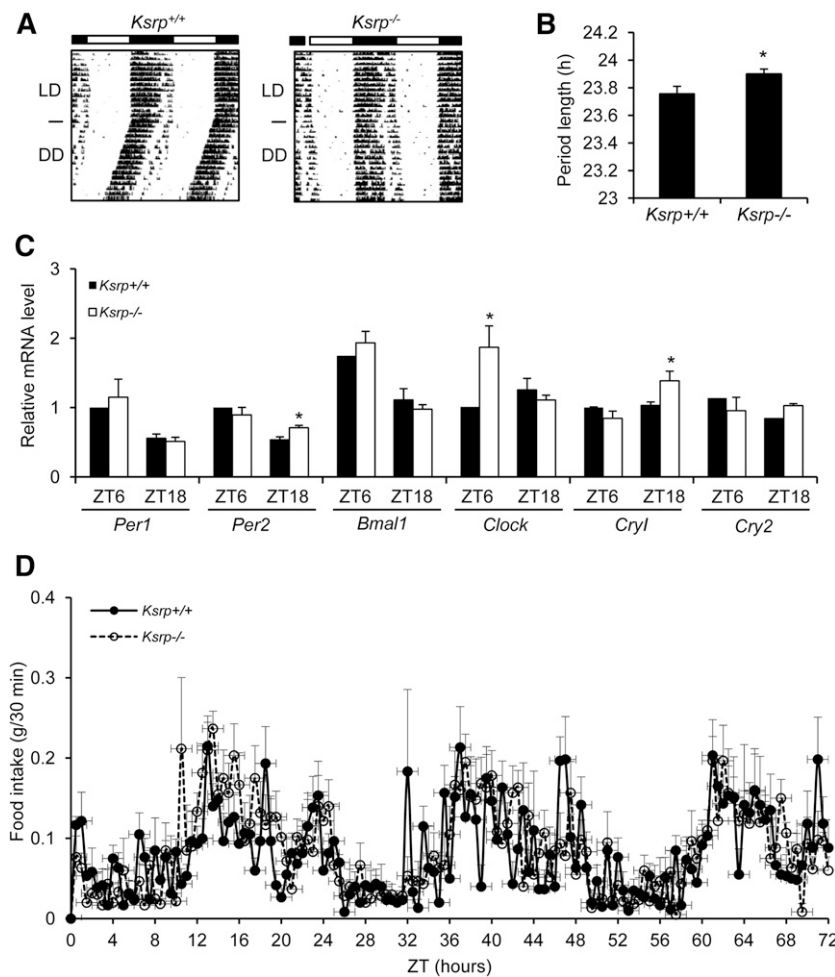 A
Ksrp+/+
Ksrp-/-
LD
DD
LD
DD
B
Period length (h)
24.2
24
23.8
23.6
23.4
23.2
23
*
Ksrp+/+
Ksrp-/-
C
Relative mRNA level
3
2
1
0
Ksrp+/+
Ksrp-/-
*
*
*
ZT6 ZT18 ZT6 ZT18 ZT6 ZT18 ZT6 ZT18 ZT6 ZT18 ZT6 ZT18
Per1 Per2 Bmal1 Clock CryI Cry2
D
Food intake (g/30 min)
0.4
0.3
0.2
0.1
0
Ksrp+/+
Ksrp-/-
0 4 8 12 16 20 24 28 32 36 40 44 48 52 56 60 64 68 72
ZT (hours)